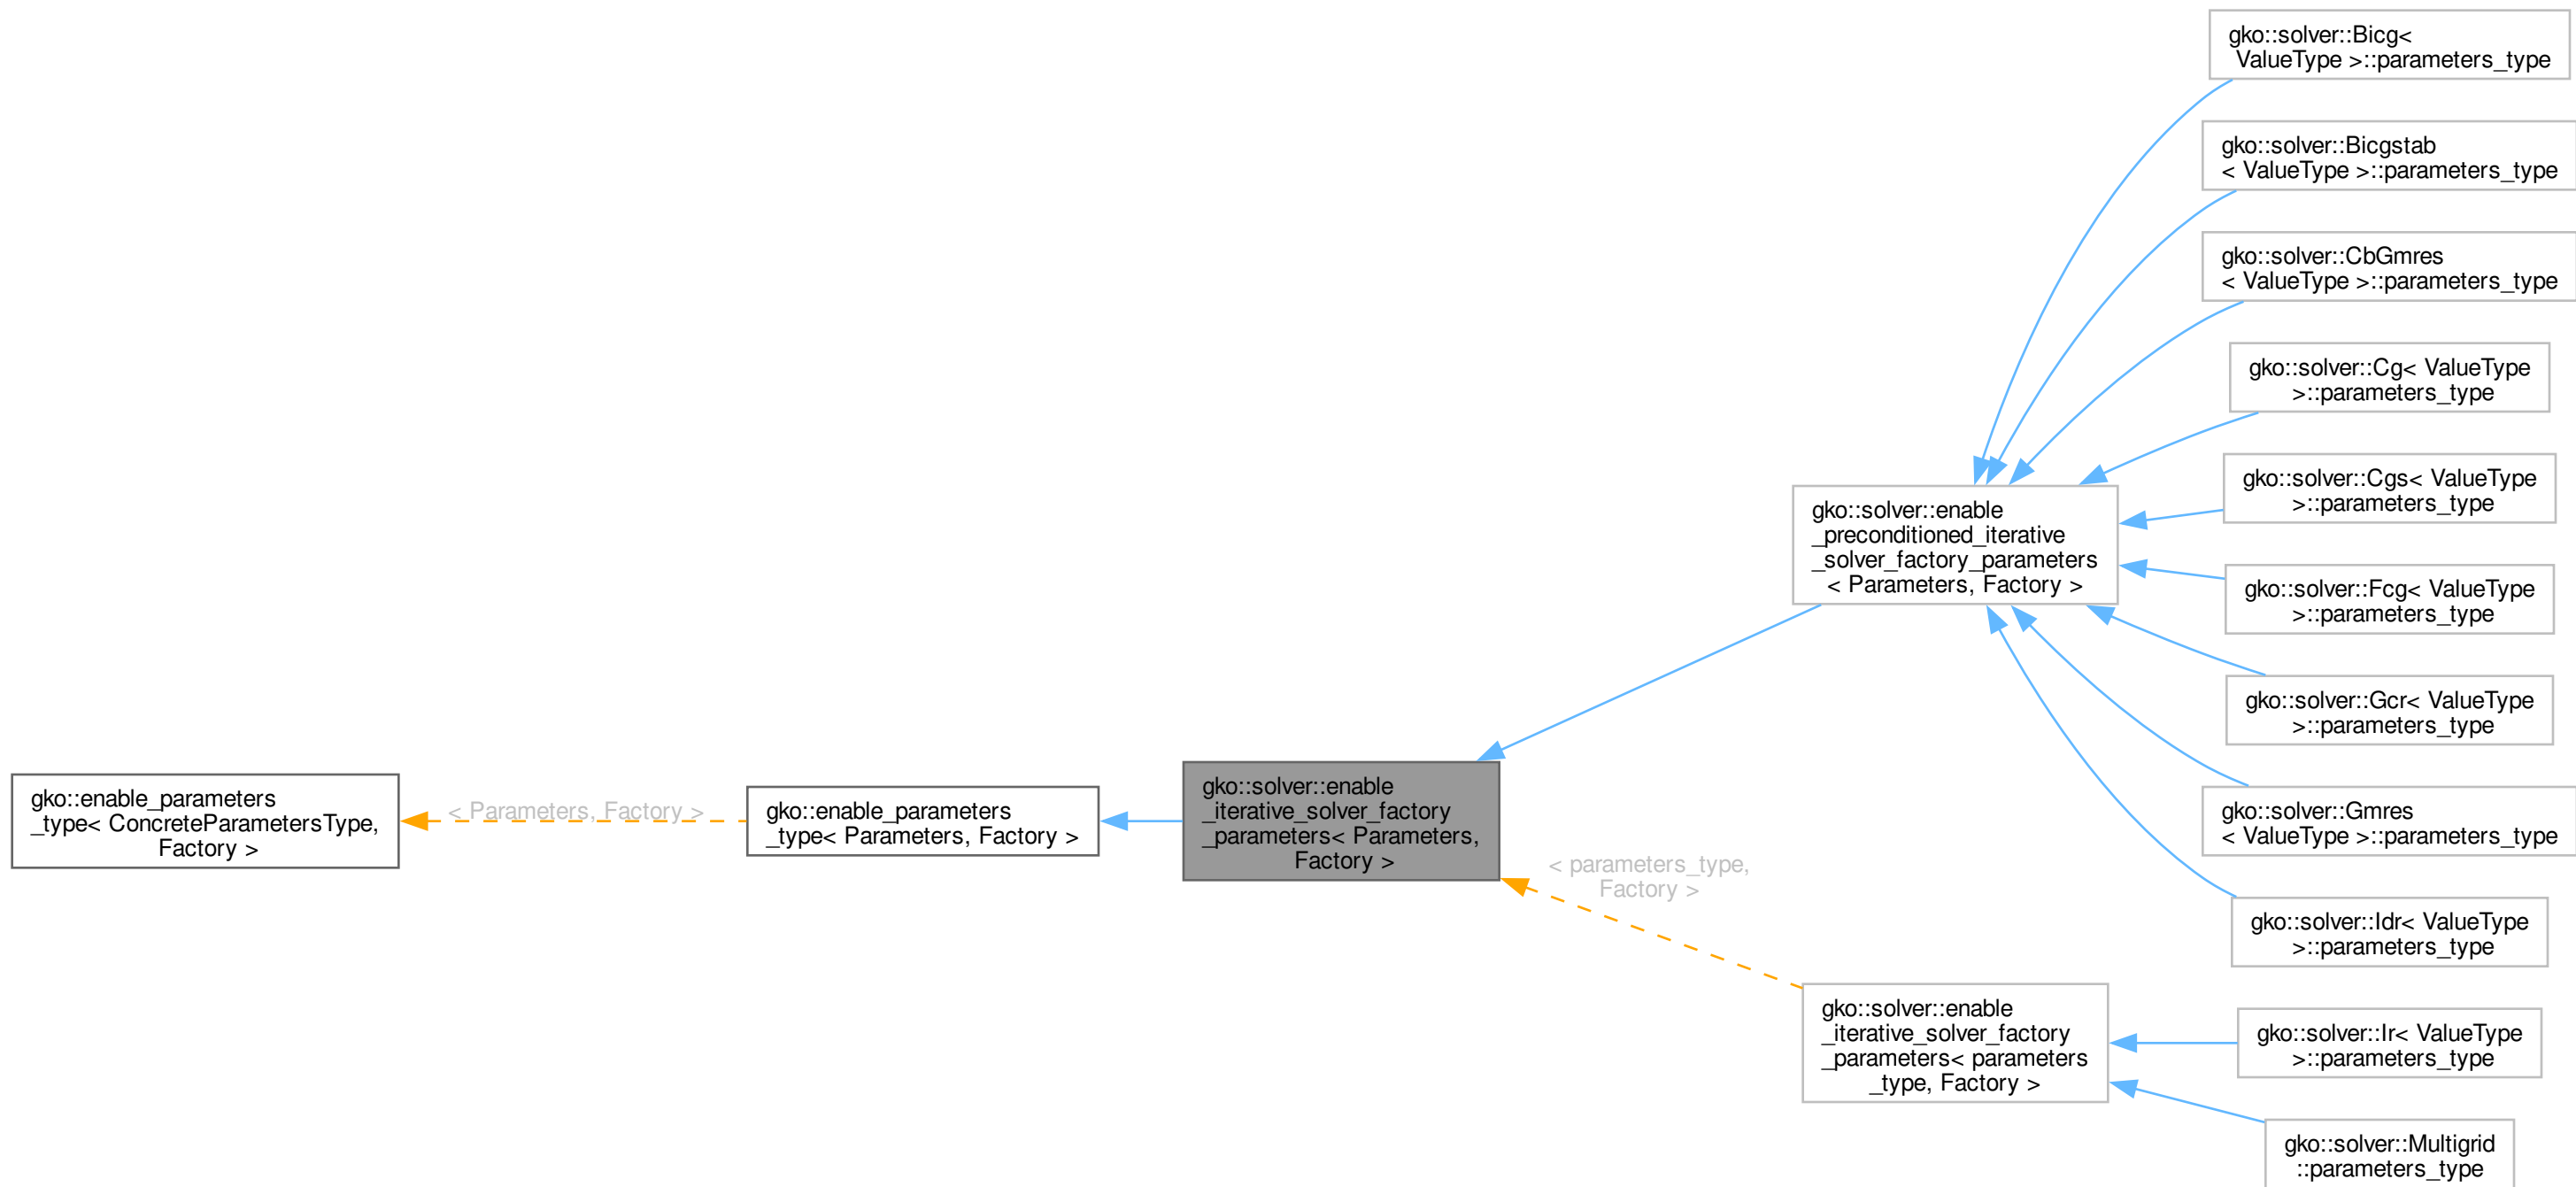 gko::solver::Bicg<
ValueType >::parameters_type
gko::solver::Bicgstab
< ValueType >::parameters_type
gko::solver::CbGmres
< ValueType >::parameters_type
gko::solver::Cg< ValueType
>::parameters_type
gko::solver::Cgs< ValueType
>::parameters_type
gko::solver::enable
_preconditioned_iterative
_solver_factory_parameters
< Parameters, Factory >
gko::solver::Fcg< ValueType
>::parameters_type
gko::solver::Gcr< ValueType
>::parameters_type
gko::enable_parameters
_type< ConcreteParametersType,
Factory >
< Parameters, Factory >
gko::enable_parameters
_type< Parameters, Factory >
gko::solver::enable
_iterative_solver_factory
_parameters< Parameters,
Factory >
< parameters_type,
Factory >
gko::solver::Gmres
< ValueType >::parameters_type
gko::solver::Idr< ValueType
>::parameters_type
gko::solver::enable
_iterative_solver_factory
_parameters< parameters
_type, Factory >
gko::solver::Ir< ValueType
>::parameters_type
gko::solver::Multigrid
::parameters_type